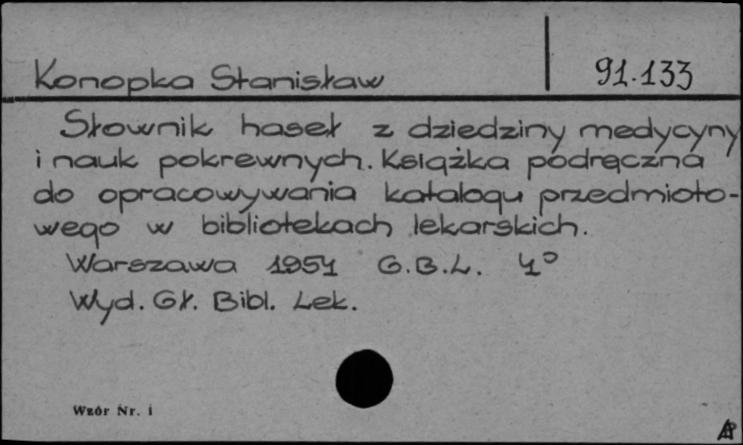 Konopka Stanisław
91.133
Słownik haseł z dziedziny medycyny
i nauk pokrewnych. Książka podręczna
do opracowywania katalogu przedmioto-
wego w bibliotekach lekarskich.
Warszawa 1954 G.B.L. 4°
Wyd. Gł. Bibl. Lek.
Wzór Nr. 1